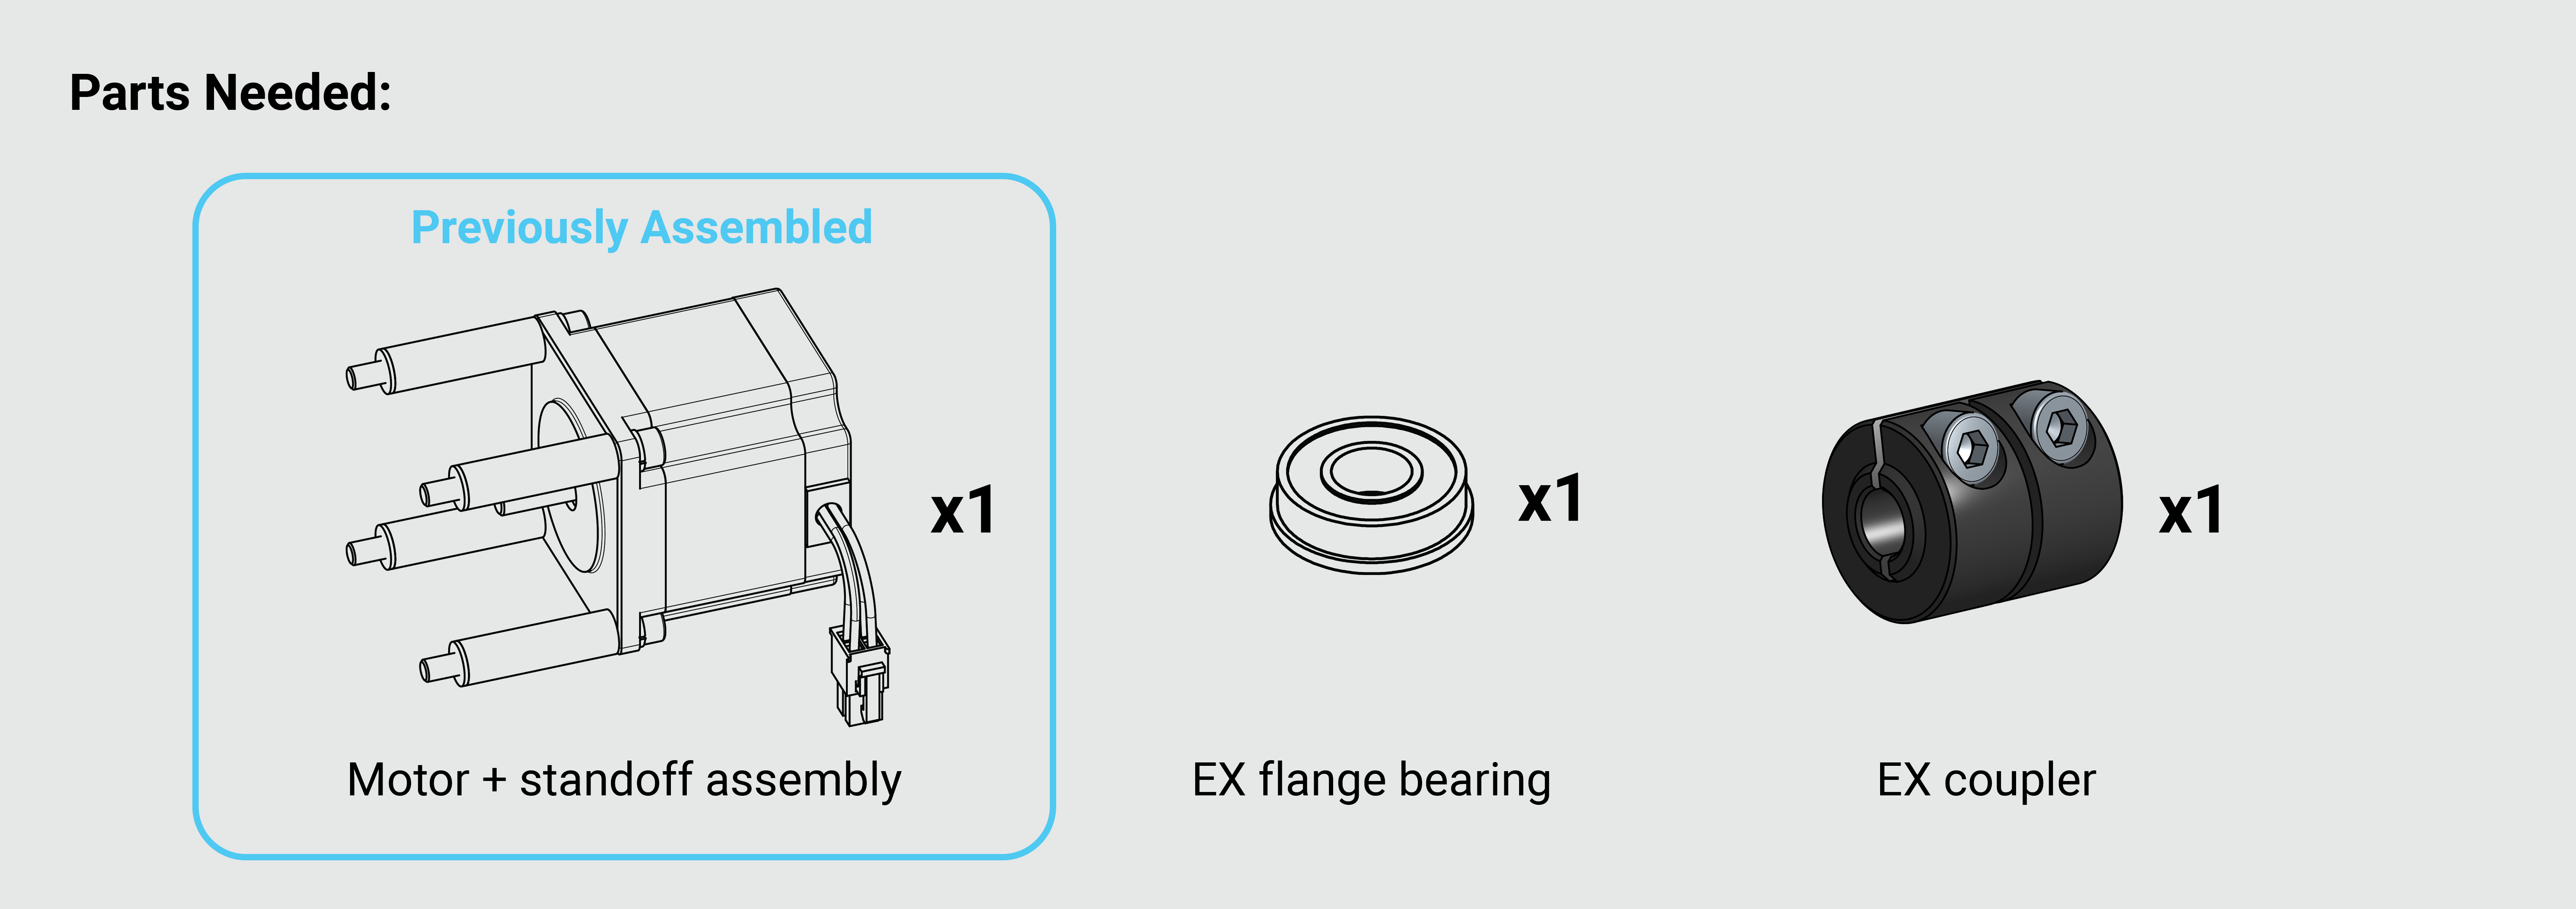 Parts Needed:
Previously Assembled
x1
x1
x1
Motor + standoff assembly
EX flange bearing
EX coupler